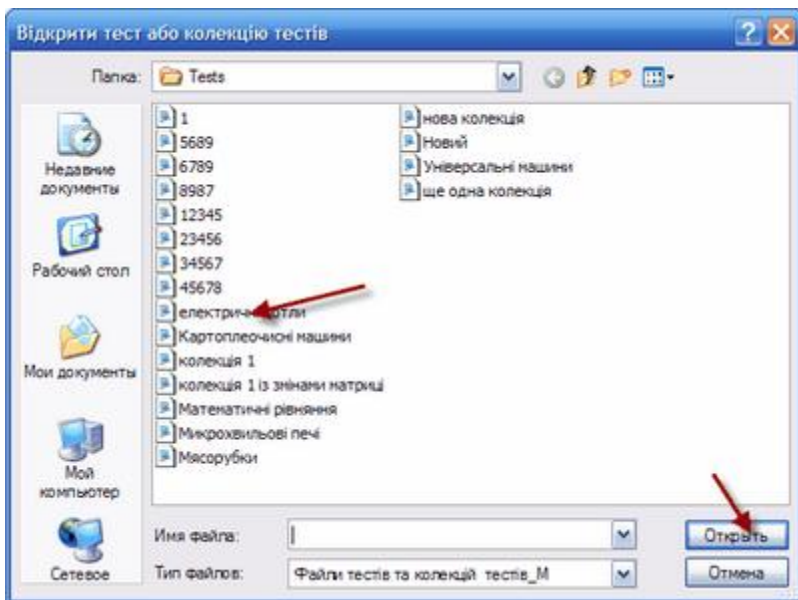 Відкрити тест або колекцію тестів
Папка: Tests
Недавние документы
Рабочий стол
Мои документы
Мой компьютер
Сетевое
1
5689
6789
8987
12345
23456
34567
45678
Картоплеочисні машини
колекція 1
колекція 1 із змінами матриці
Математичні рівняння
Микрохвильові печі
Мясорубки
нова колекція
Новий
Універсальні машини
ще одна колекція
Имя файла:
Открыть
Тип файлов: Файли тестів та колекцій тестів_М
Отмена